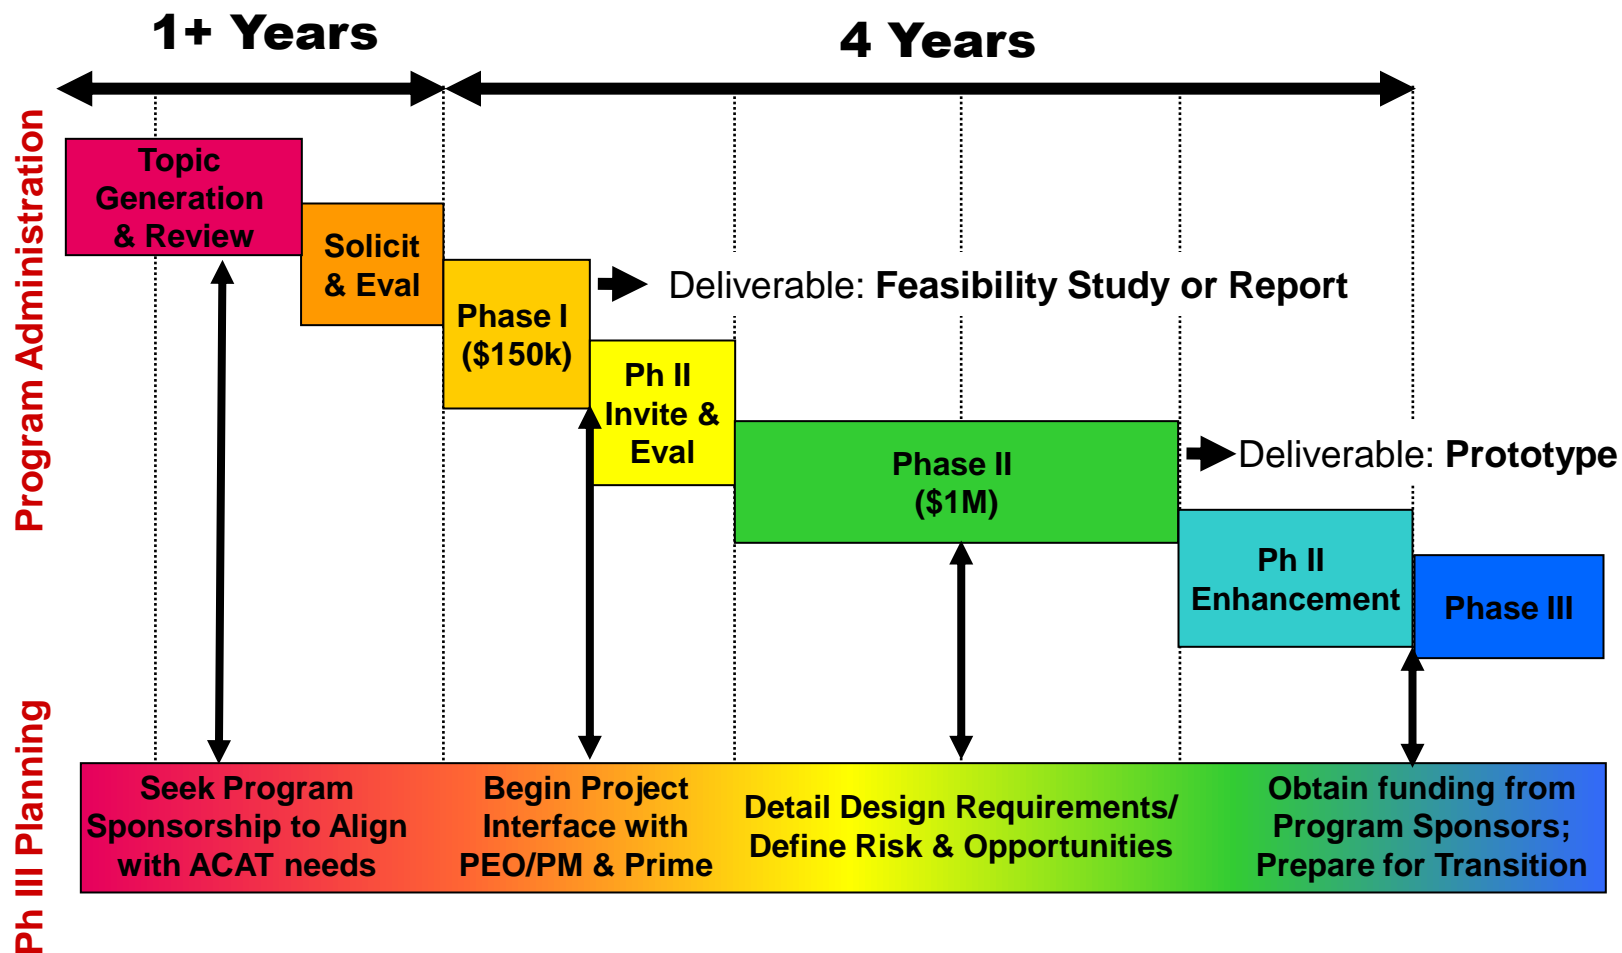 1+ Years
4 Years
Program Administration
Topic
Generation
& Review
Solicit
& Eval
Phase I
($150k)
Deliverable: Feasibility Study or Report
Ph II
Invite &
Eval
Phase II
($1M)
Deliverable: Prototype
Ph II
Enhancement
Phase III
Ph III Planning
Seek Program
Sponsorship to Align
with ACAT needs
Begin Project
Interface with
PEO/PM & Prime
Detail Design Requirements/
Define Risk & Opportunities
Obtain funding from
Program Sponsors;
Prepare for Transition